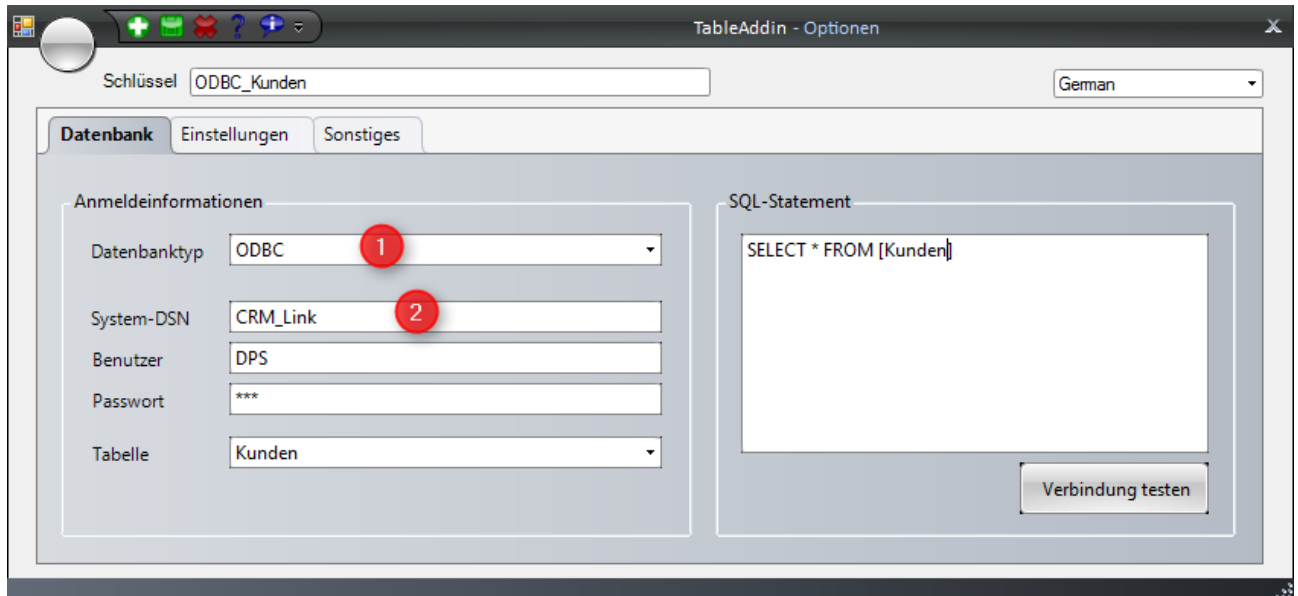 TableAddin - Optionen
Schlüssel ODBC_Kunden German
Datenbank Einstellungen Sonstiges
Anmeldeinformationen
Datenbanktyp ODBC 1
System-DSN CRM_Link 2
Benutzer DPS
Passwort ***
Tabelle Kunden
SQL-Statement
SELECT * FROM [Kunden]
Verbindung testen